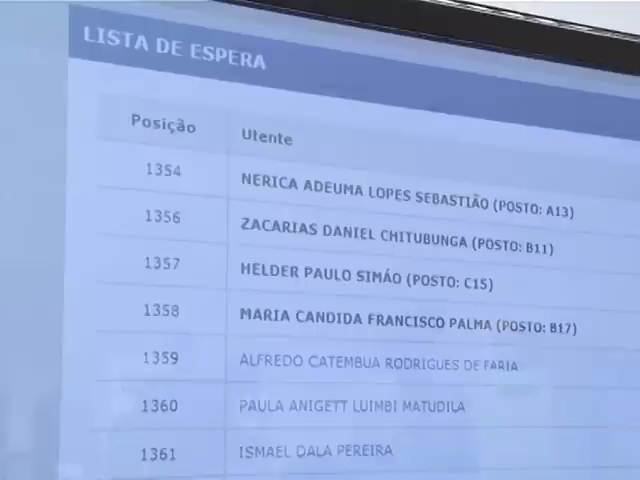 LISTA DE ESPERA
Posição Utente
1354 NERICA ADEUMA LOPES SEBASTIÃO (POSTO: A13)
1356 ZACARIAS DANIEL CHITUBUNGA (POSTO: B11)
1357 HELDER PAULO SIMÁO (POSTO: C15)
1358 MARIA CANDIDA FRANCISCO PALMA (POSTO: B17)
1359 ALFREDO CATEMBUA RODRIGUES DE FARIA
1360 PAULA ANIGETT LUIMBI MATUDILA
1361 ISMAEL DALA PEREIRA